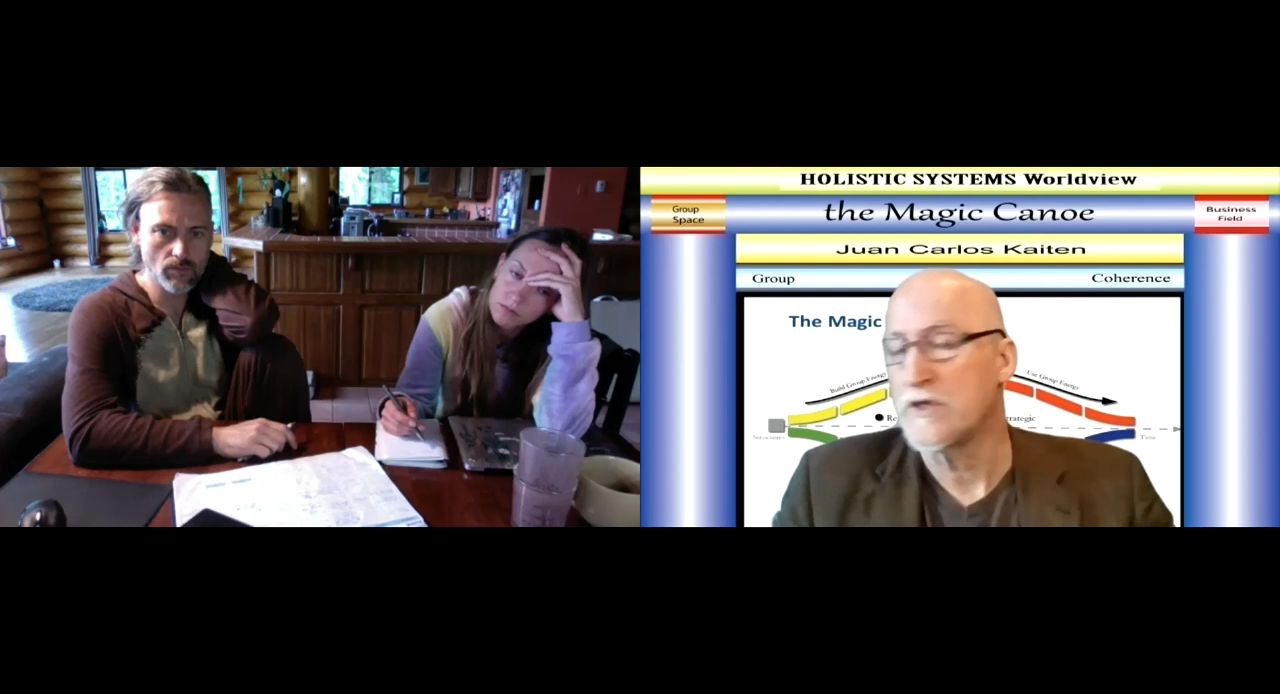 HOLISTIC SYSTEMS Worldview
Group
Space
the Magic Canoe
Business
Field
Juan Carlos Kaiten
Group
Coherence
The Magic
Build Group Energy
Use Group Energy
Structures
Time